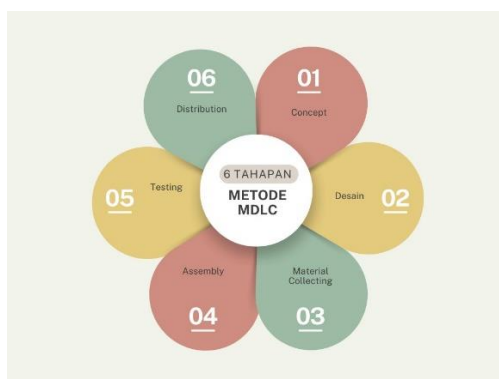 6 TAHAPAN
METODE
MDLC
01
Concept
Desain
02
Material
Collecting
03
Assembly
04
Testing
05
06
Distribution